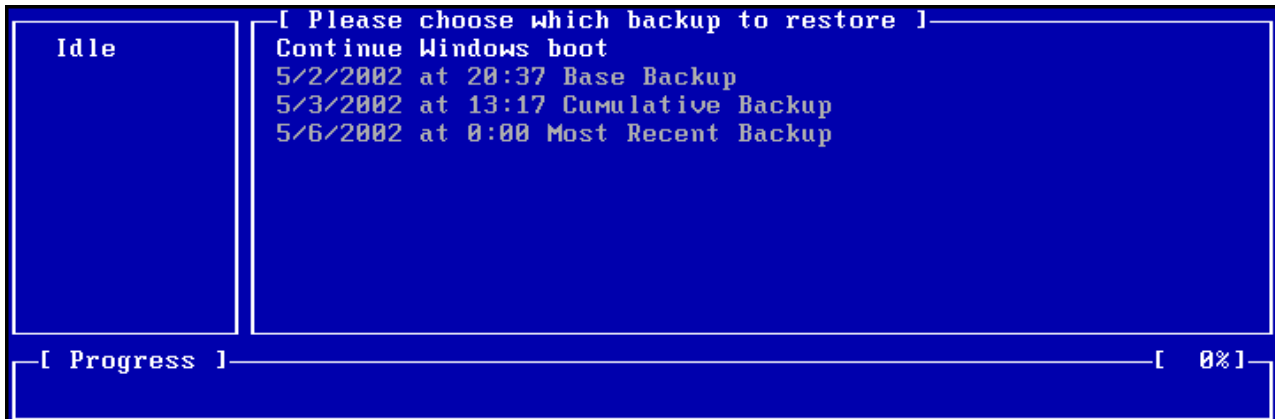 [ Please choose which backup to restore ]
Idle
Continue Windows boot
5/2/2002 at 20:37 Base Backup
5/3/2002 at 13:17 Cumulative Backup
5/6/2002 at 0:00 Most Recent Backup
[ Progress ] [ 0%]